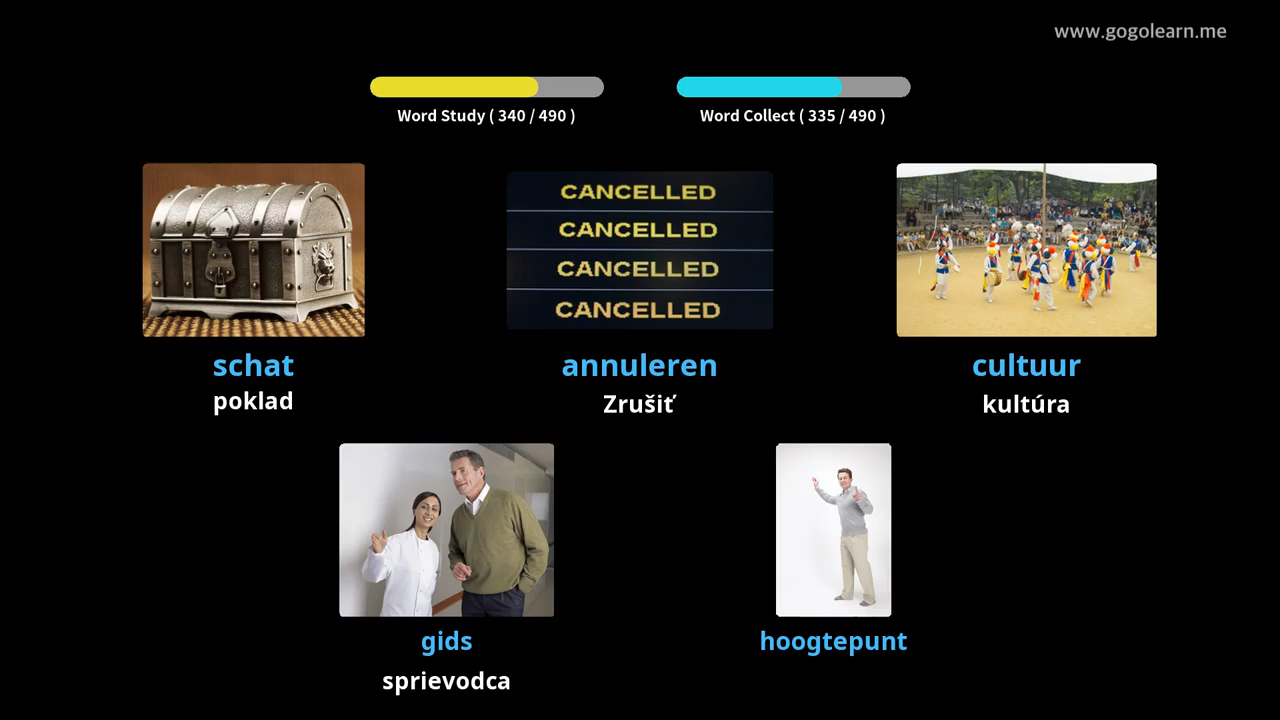 www.gogolearn.me
Word Study ( 340 / 490 )
Word Collect ( 335 / 490 )
CANCELLED
CANCELLED
CANCELLED
CANCELLED
schat
poklad
annuleren
Zrušiť
cultuur
kultúra
gids
sprievodca
hoogtepunt